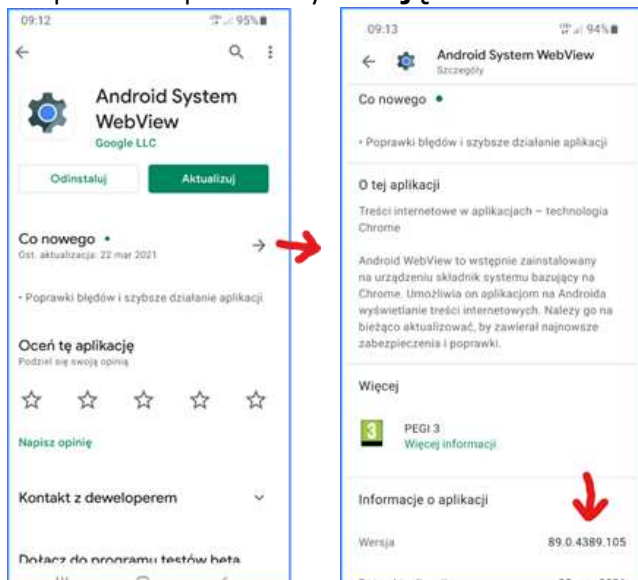 09:12
95%
Android System
WebView
Google LLC
Odinstaluj
Aktualizuj
Co nowego
Ost. aktualizacja: 22 mar 2021
• Poprawki błędów i szybsze działanie aplikacji
Oceń tę aplikację
Podziel się swoją opinią
Napisz opinię
Kontakt z deweloperem
Dołącz do programu testów beta
09:13
94%
Android System WebView
Szczegóły
Co nowego
• Poprawki błędów i szybsze działanie aplikacji
O tej aplikacji
Treści internetowe w aplikacjach – technologia
Chrome
Android WebView to wstępnie zainstalowany
na urządzeniu składnik systemu bazujący na
Chrome. Umożliwia on aplikacjom na Androida
wyświetlanie treści internetowych. Należy go na
bieżąco aktualizować, by zawierał najnowsze
zabezpieczenia i poprawki.
Więcej
3
PEGI 3
Więcej informacji
Informacje o aplikacji
Wersja
89.0.4389.105